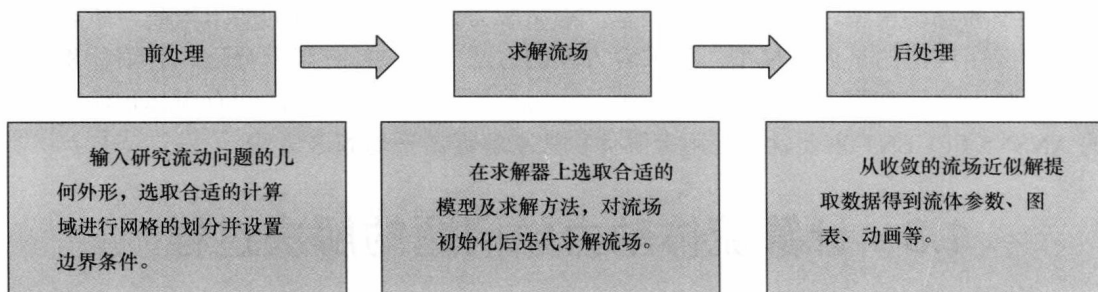 前处理
求解流场
后处理
输入研究流动问题的几
何外形，选取合适的计算
域进行网格的划分并设置
边界条件。
在求解器上选取合适的
模型及求解方法，对流场
初始化后迭代求解流场。
从收敛的流场近似解提
取数据得到流体参数、图
表、动画等。